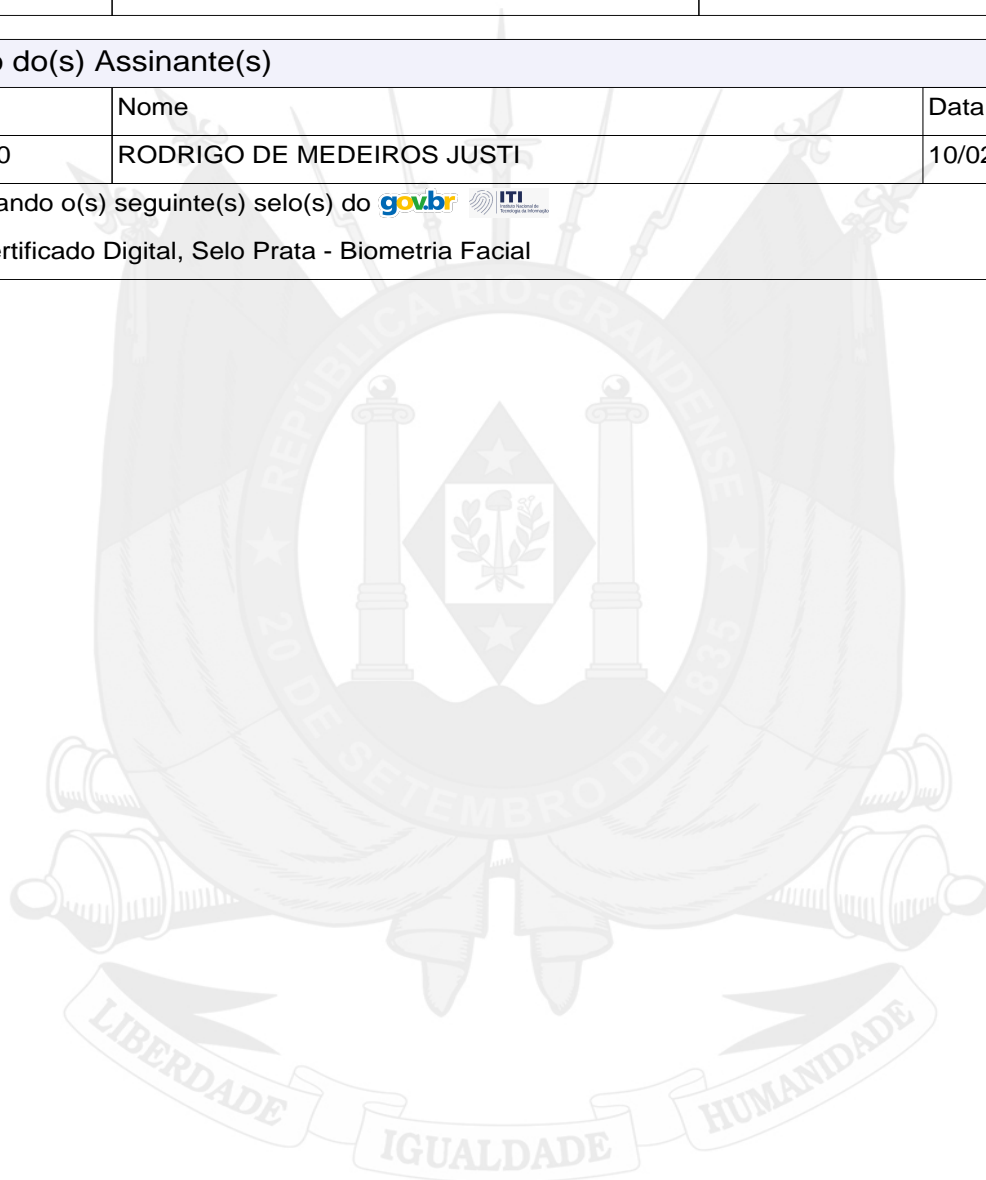 o do(s) Assinante(s)
Nome Data
0 RODRIGO DE MEDEIROS JUSTI 10/02
ando o(s) seguinte(s) selo(s) do gov.br ITI
ertificado Digital, Selo Prata - Biometria Facial
REPÚBLICA RIO-GRANDENSE
20 DE SETEMBRO DE 1835
LIBERDADE
IGUALDADE
HUMANIDADE